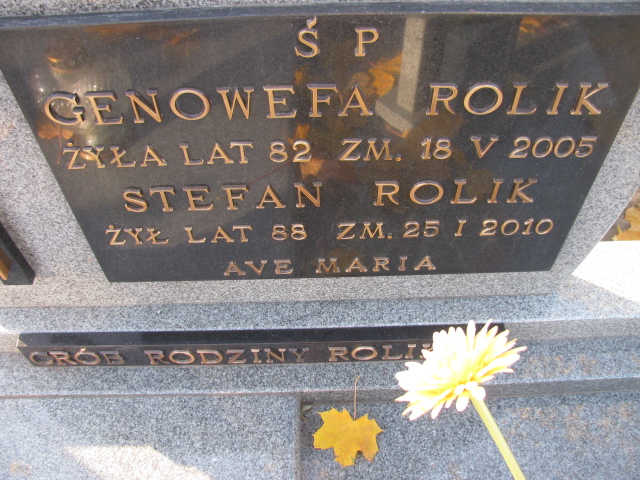 Ś P
GENOWEFA ROLIK
ŻYŁA LAT 82 ZM. 18 V 2005
STEFAN ROLIK
ŻYŁ LAT 88 ZM. 25 I 2010
AVE MARIA
GRÓB RODZINY ROLIK